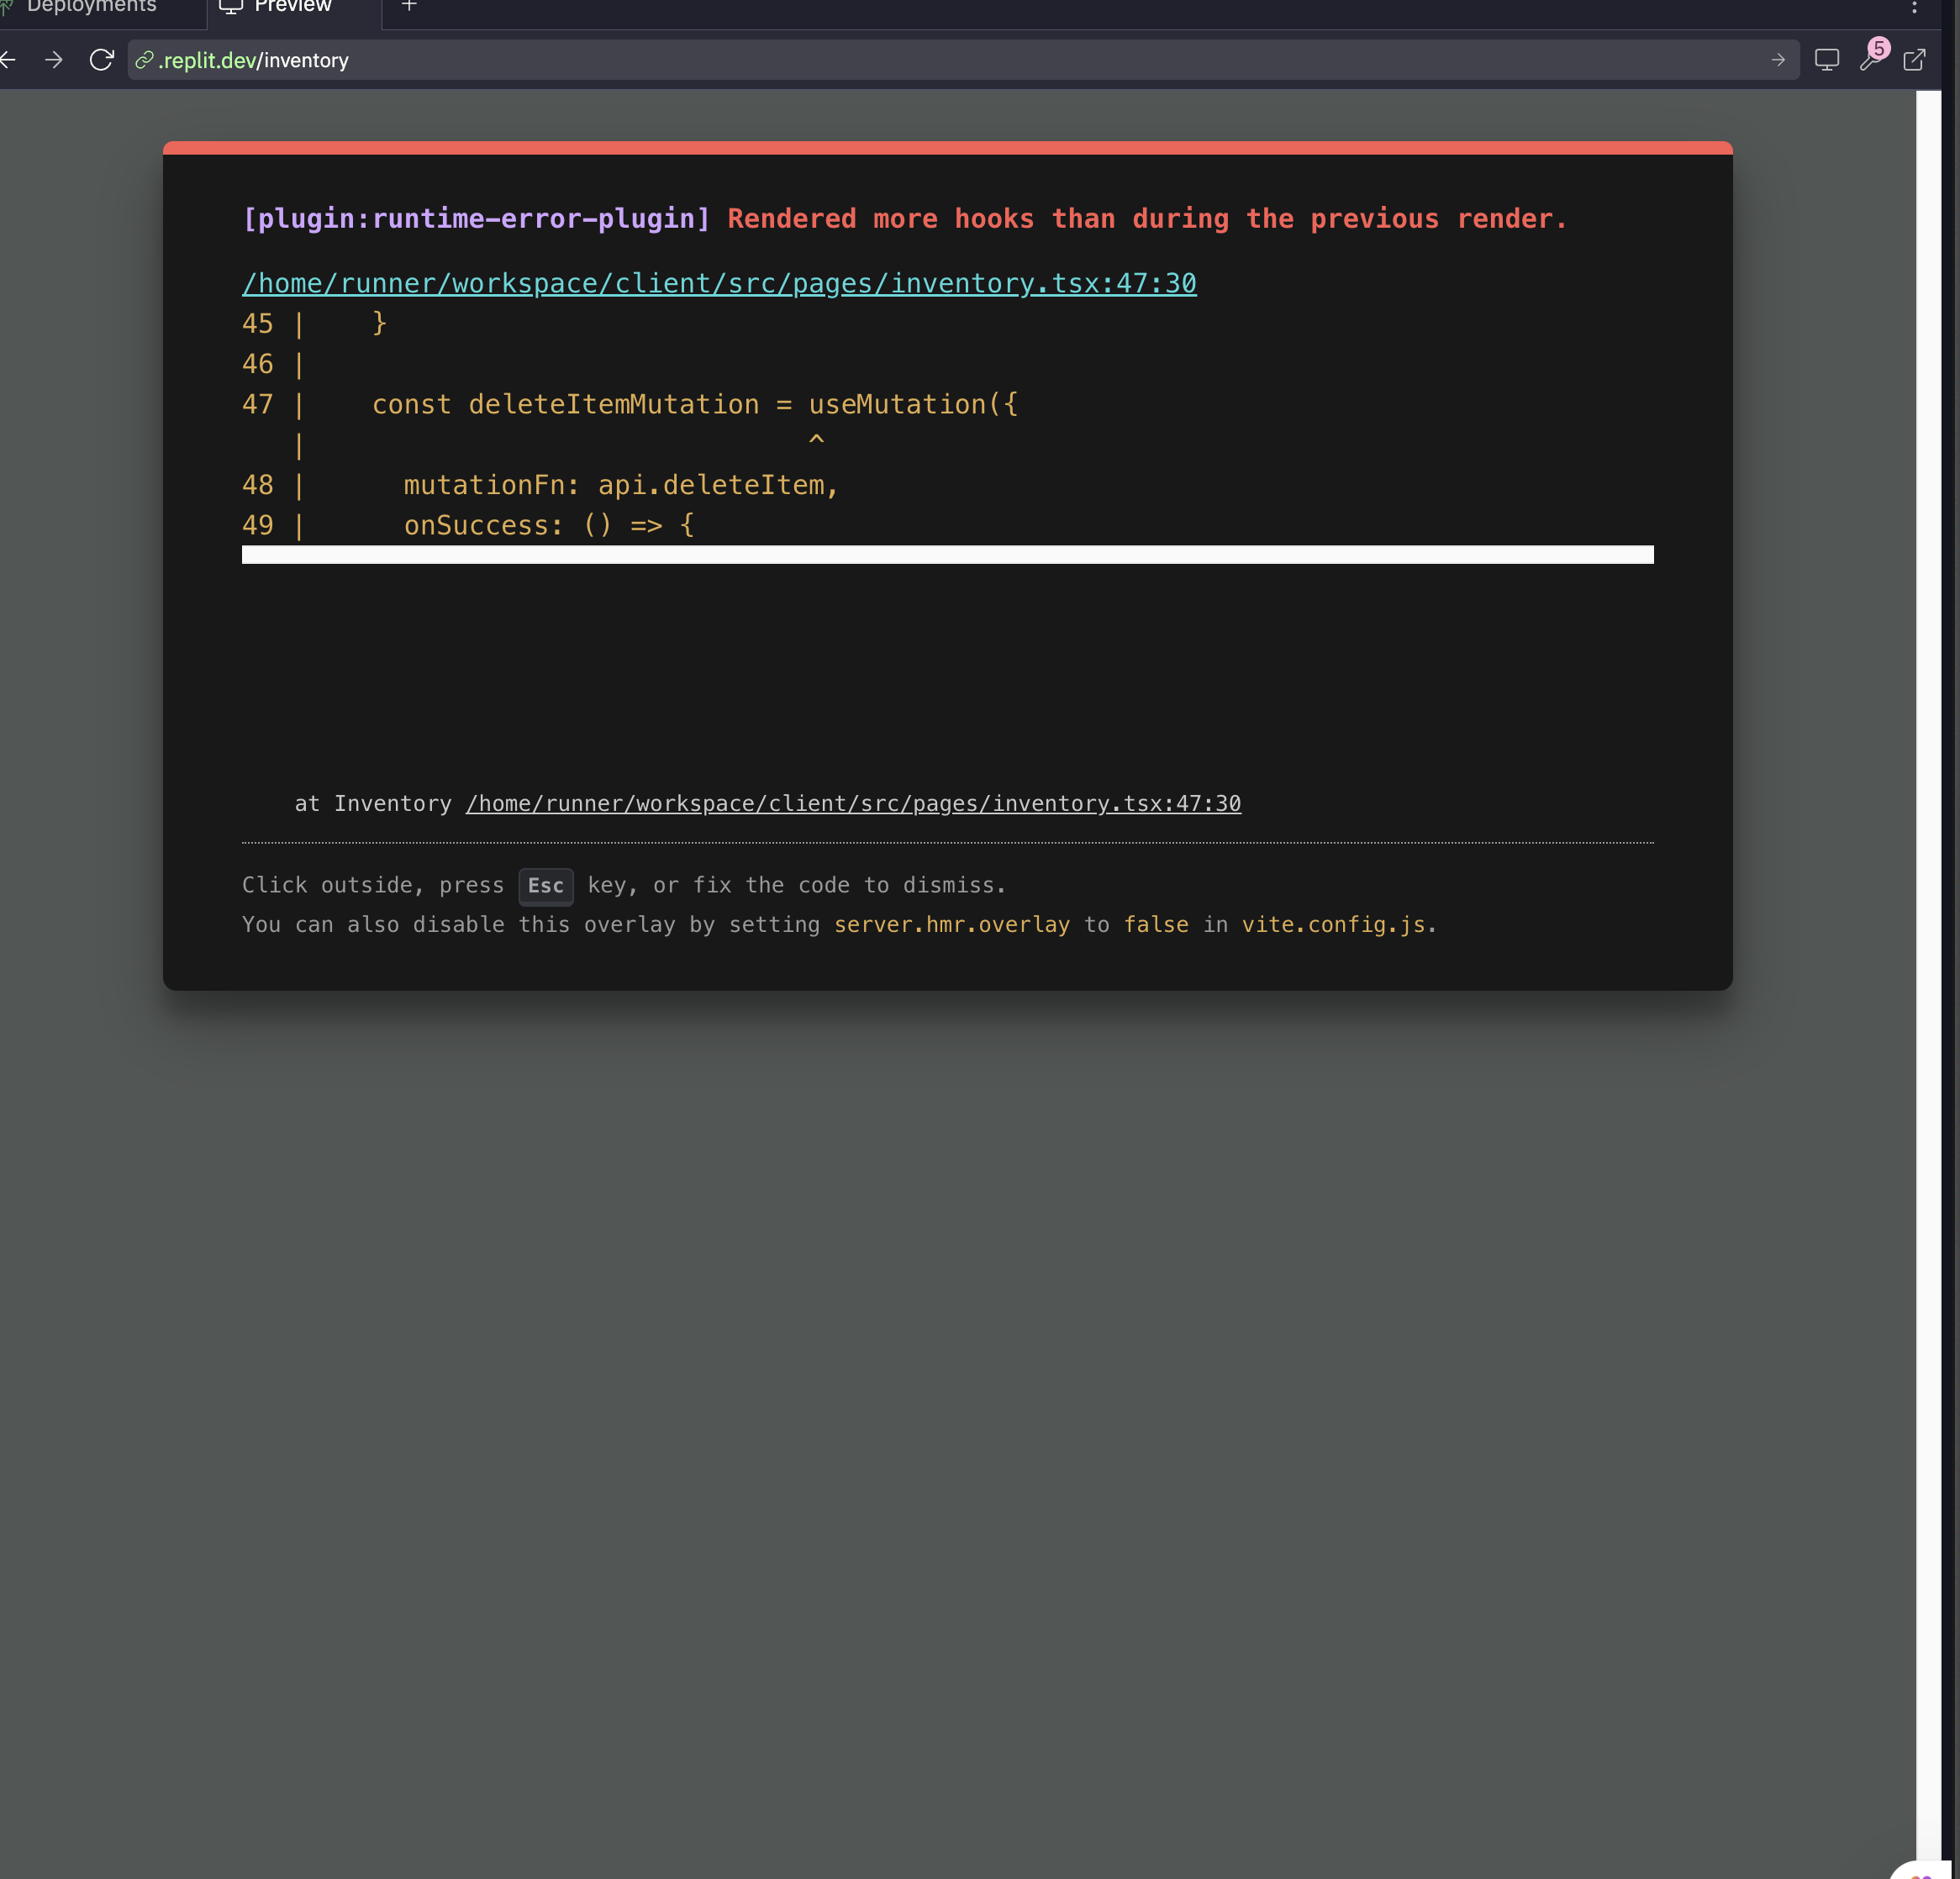 Deployments
Preview
5
.replit.dev/inventory
[plugin:runtime-error-plugin] Rendered more hooks than during the previous render.
/home/runner/workspace/client/src/pages/inventory.tsx:47:30
45 |    }
46 |
47 |    const deleteItemMutation = useMutation({
   |                               ^
48 |      mutationFn: api.deleteItem,
49 |      onSuccess: () => {
at Inventory /home/runner/workspace/client/src/pages/inventory.tsx:47:30
Click outside, press Esc key, or fix the code to dismiss.
You can also disable this overlay by setting server.hmr.overlay to false in vite.config.js.